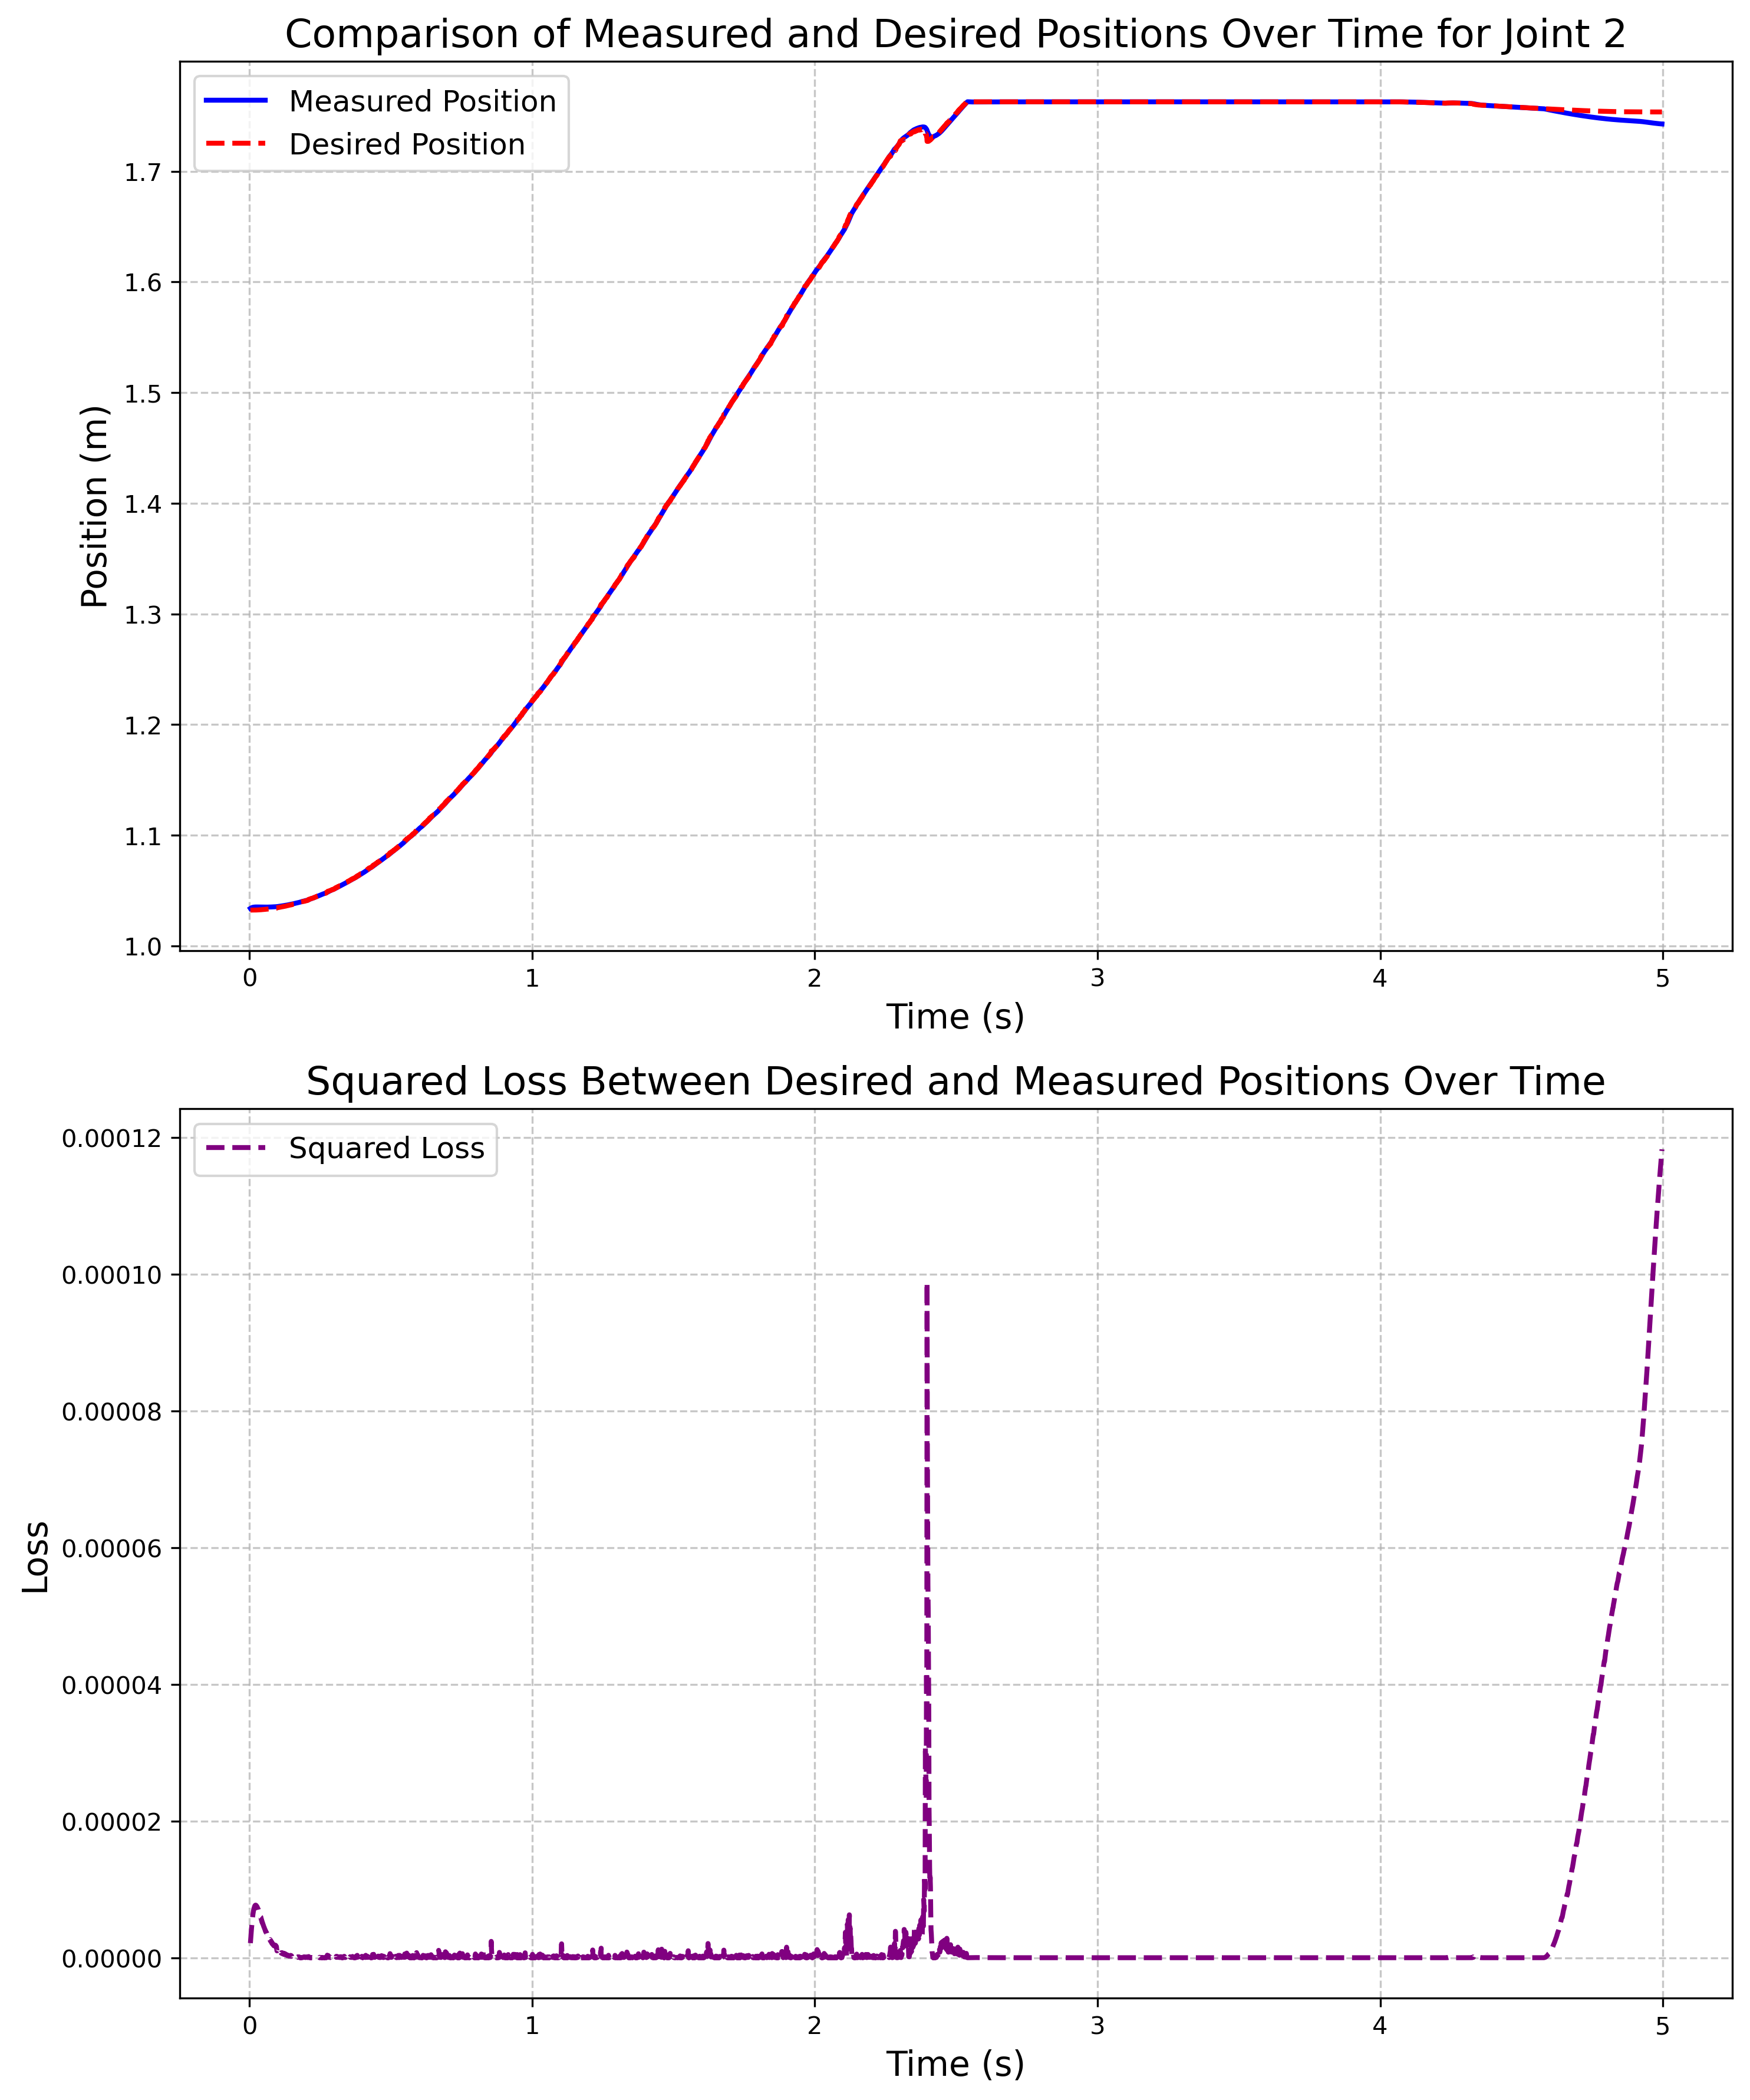 Comparison of Measured and Desired Positions Over Time for Joint 2
Measured Position
Desired Position
Position (m)
1.7
1.6
1.5
1.4
1.3
1.2
1.1
1.0
0 1 2 3 4 5
Time (s)
Squared Loss Between Desired and Measured Positions Over Time
Squared Loss
Loss
0.00012
0.00010
0.00008
0.00006
0.00004
0.00002
0.00000
0 1 2 3 4 5
Time (s)